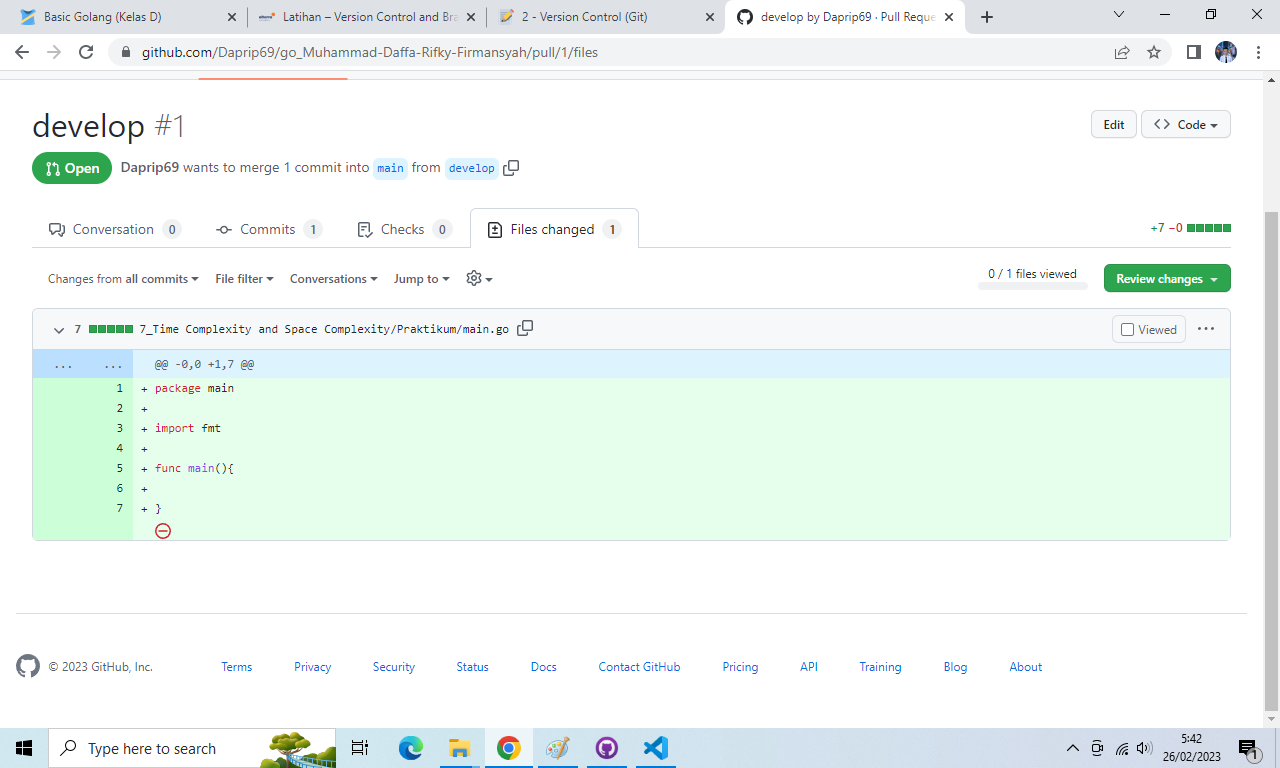 Basic Golang (Kelas D)
Latihan – Version Control and Bra
2 - Version Control (Git)
develop by Daprip69 · Pull Reque
github.com/Daprip69/go_Muhammad-Daffa-Rifky-Firmansyah/pull/1/files
develop #1
Edit
Code
Open
Daprip69 wants to merge 1 commit into main from develop
Conversation 0
Commits 1
Checks 0
Files changed 1
+7 −0
Changes from all commits
File filter
Conversations
Jump to
0 / 1 files viewed
Review changes
7 7_Time Complexity and Space Complexity/Praktikum/main.go
Viewed
... ... @@ -0,0 +1,7 @@
1 + package main
2 +
3 + import fmt
4 +
5 + func main(){
6 +
7 + }
© 2023 GitHub, Inc.
Terms
Privacy
Security
Status
Docs
Contact GitHub
Pricing
API
Training
Blog
About
Type here to search
5:42
26/02/2023
1